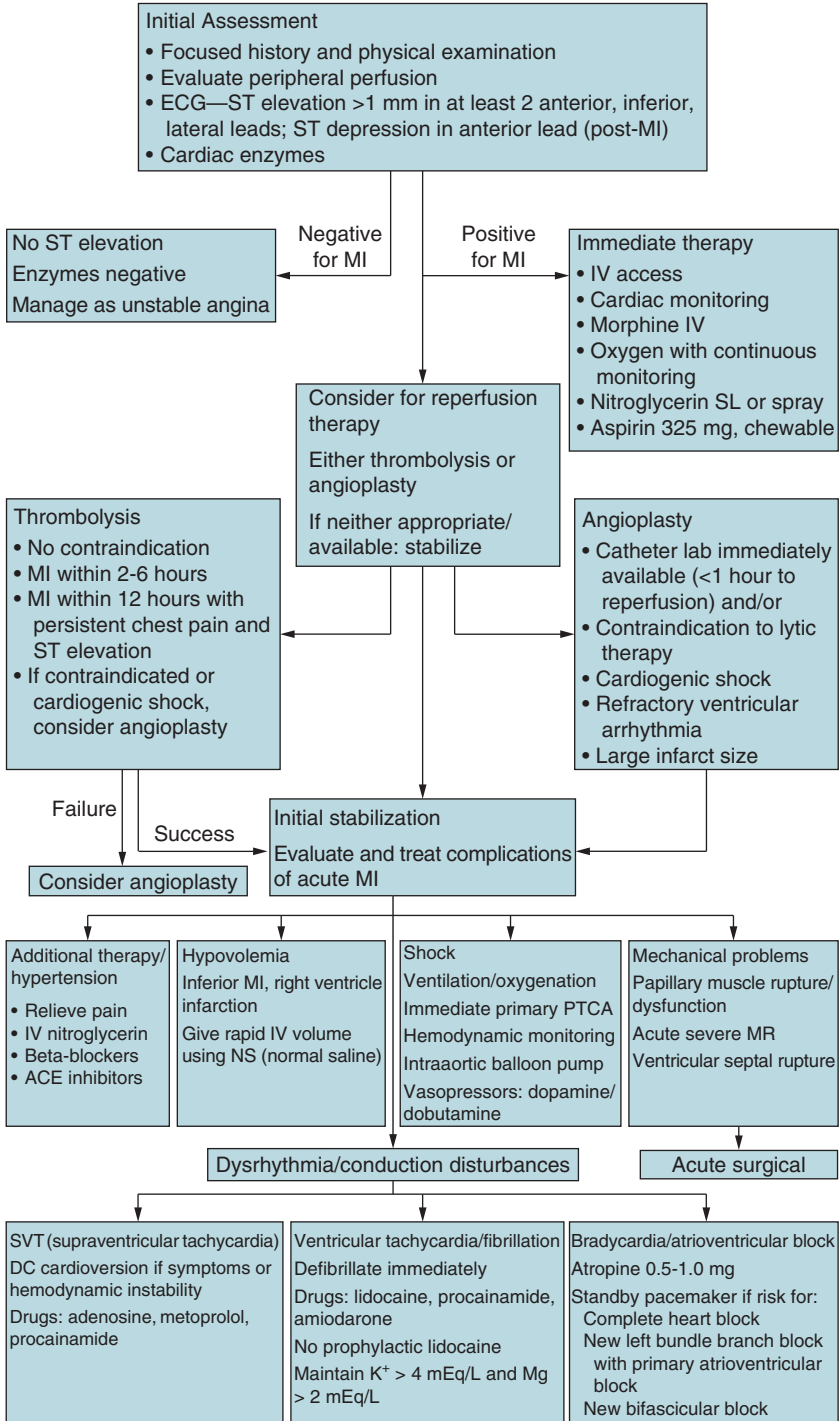 Initial Assessment
• Focused history and physical examination
• Evaluate peripheral perfusion
• ECG—ST elevation >1 mm in at least 2 anterior, inferior,
lateral leads; ST depression in anterior lead (post-MI)
• Cardiac enzymes
Negative
for MI
Positive
for MI
No ST elevation
Enzymes negative
Manage as unstable angina
Immediate therapy
• IV access
• Cardiac monitoring
• Morphine IV
• Oxygen with continuous
monitoring
• Nitroglycerin SL or spray
• Aspirin 325 mg, chewable
Consider for reperfusion
therapy
Either thrombolysis or
angioplasty
If neither appropriate/
available: stabilize
Thrombolysis
• No contraindication
• MI within 2-6 hours
• MI within 12 hours with
persistent chest pain and
ST elevation
• If contraindicated or
cardiogenic shock,
consider angioplasty
Angioplasty
• Catheter lab immediately
available (<1 hour to
reperfusion) and/or
• Contraindication to lytic
therapy
• Cardiogenic shock
• Refractory ventricular
arrhythmia
• Large infarct size
Failure
Success
Consider angioplasty
Initial stabilization
Evaluate and treat complications
of acute MI
Additional therapy/
hypertension
• Relieve pain
• IV nitroglycerin
• Beta-blockers
• ACE inhibitors
Hypovolemia
Inferior MI, right ventricle
infarction
Give rapid IV volume
using NS (normal saline)
Shock
Ventilation/oxygenation
Immediate primary PTCA
Hemodynamic monitoring
Intraaortic balloon pump
Vasopressors: dopamine/
dobutamine
Mechanical problems
Papillary muscle rupture/
dysfunction
Acute severe MR
Ventricular septal rupture
Dysrhythmia/conduction disturbances
Acute surgical
SVT (supraventricular tachycardia)
DC cardioversion if symptoms or
hemodynamic instability
Drugs: adenosine, metoprolol,
procainamide
Ventricular tachycardia/fibrillation
Defibrillate immediately
Drugs: lidocaine, procainamide,
amiodarone
No prophylactic lidocaine
Maintain K⁺ > 4 mEq/L and Mg
> 2 mEq/L
Bradycardia/atrioventricular block
Atropine 0.5-1.0 mg
Standby pacemaker if risk for:
Complete heart block
New left bundle branch block
with primary atrioventricular
block
New bifascicular block